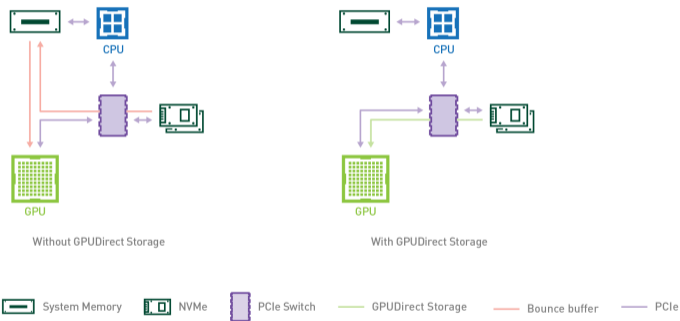 CPU
CPU
GPU
GPU
Without GPUDirect Storage
With GPUDirect Storage
System Memory
NVMe
PCIe Switch
GPUDirect Storage
Bounce buffer
PCIe